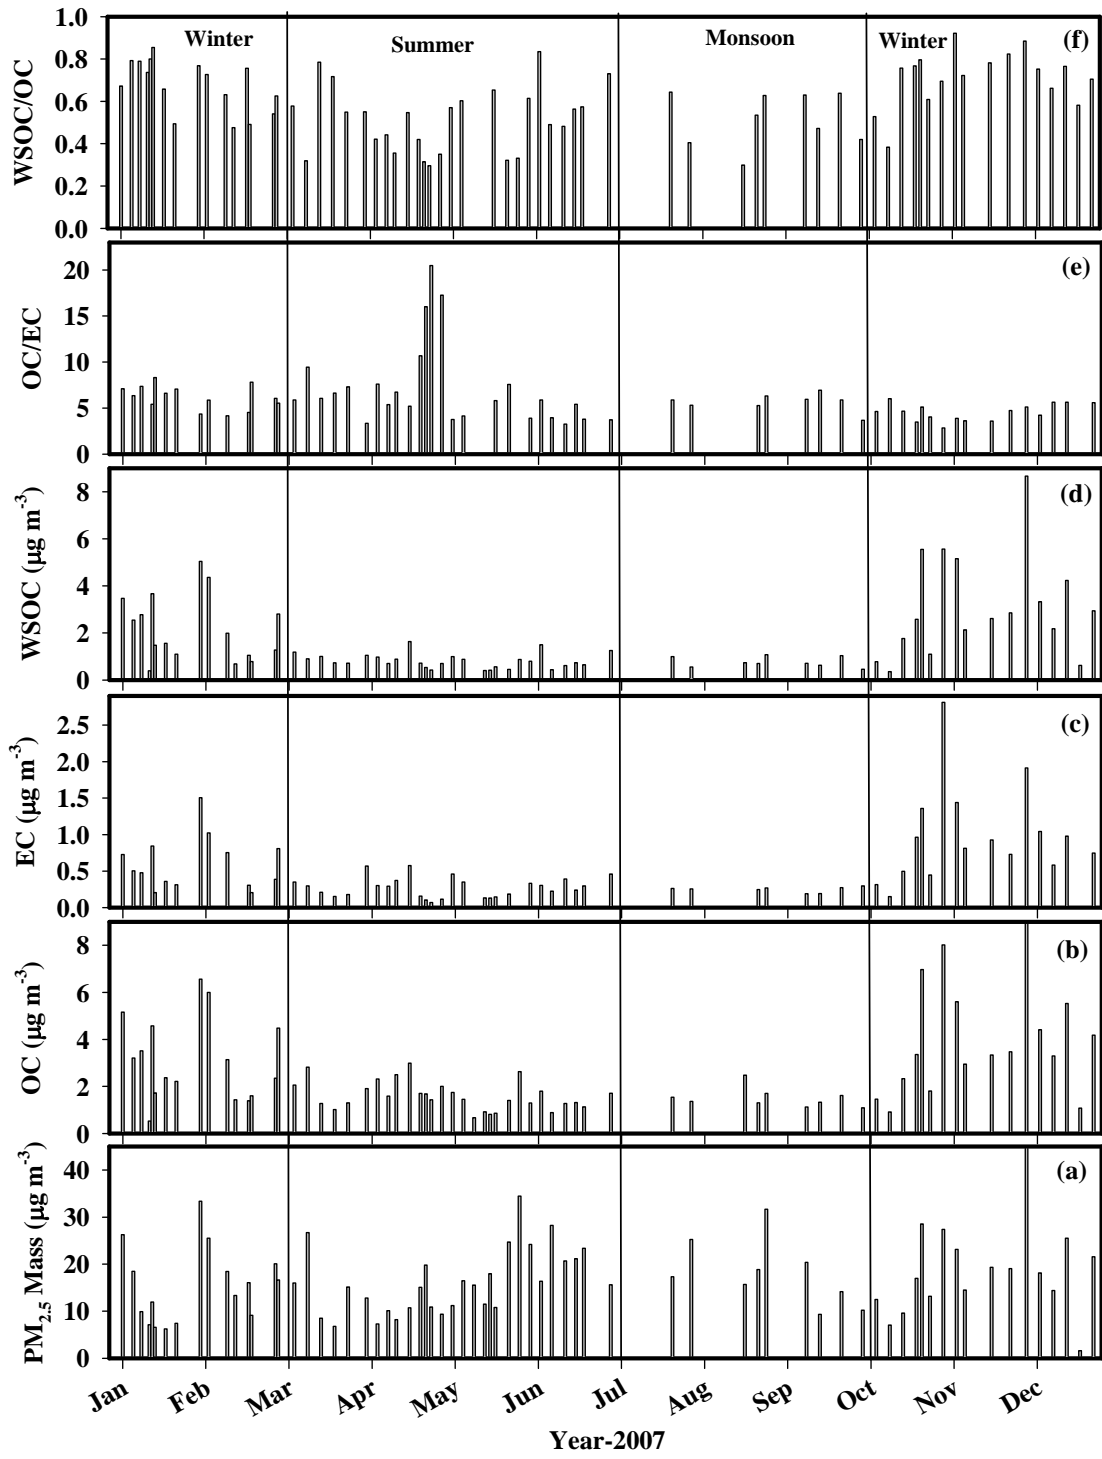 1.0
0.8
0.6
0.4
0.2
0.0
WSOC/OC
Winter
Summer
Monsoon
Winter
(f)
20
15
10
5
0
OC/EC
(e)
8
6
4
2
0
WSOC (µg m-3)
(d)
2.5
2.0
1.5
1.0
0.5
0.0
EC (µg m-3)
(c)
8
6
4
2
0
OC (µg m-3)
(b)
40
30
20
10
0
PM2.5 Mass (µg m-3)
(a)
Jan Feb Mar Apr May Jun Jul Aug Sep Oct Nov Dec
Year-2007